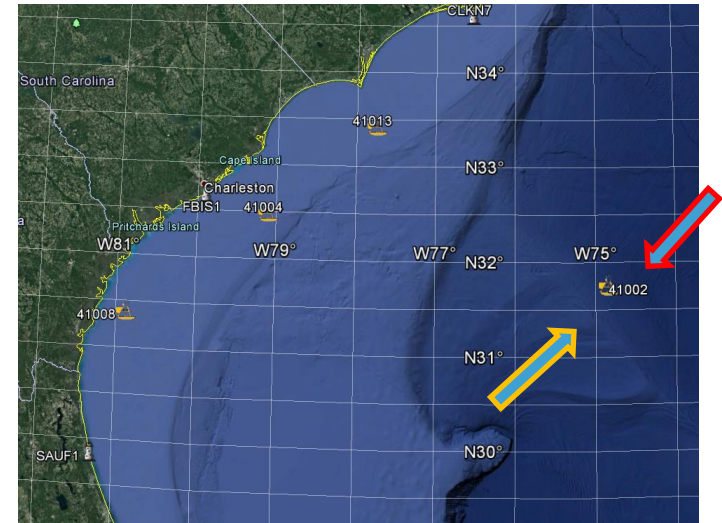 CLKN7
N34°
South Carolina
41013
Cape Island
N33°
Charleston
FBIS1
41004
a
Pritchards Island
W81°
W79°
W77°
N32°
W75°
41002
41008
N31°
SAUF1
N30°